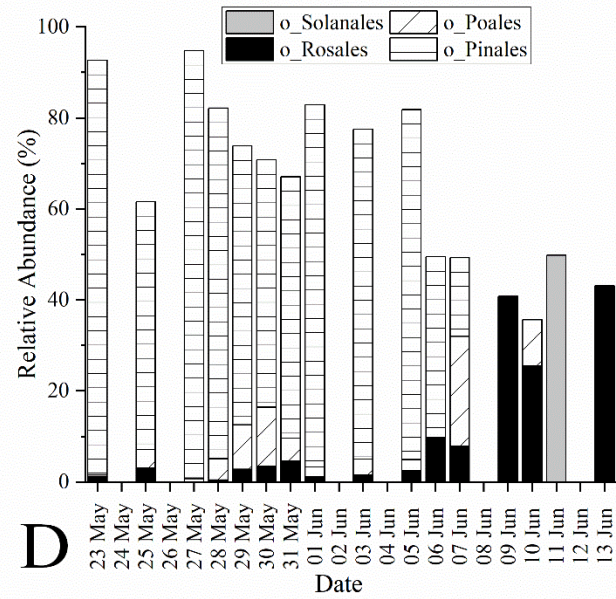 o_Solanales
o_Poales
o_Rosales
o_Pinales
100
80
60
40
20
0
Relative Abundance (%)
23 May
24 May
25 May
26 May
27 May
28 May
29 May
30 May
31 May
01 Jun
02 Jun
03 Jun
04 Jun
05 Jun
06 Jun
07 Jun
08 Jun
09 Jun
10 Jun
11 Jun
12 Jun
13 Jun
Date
D